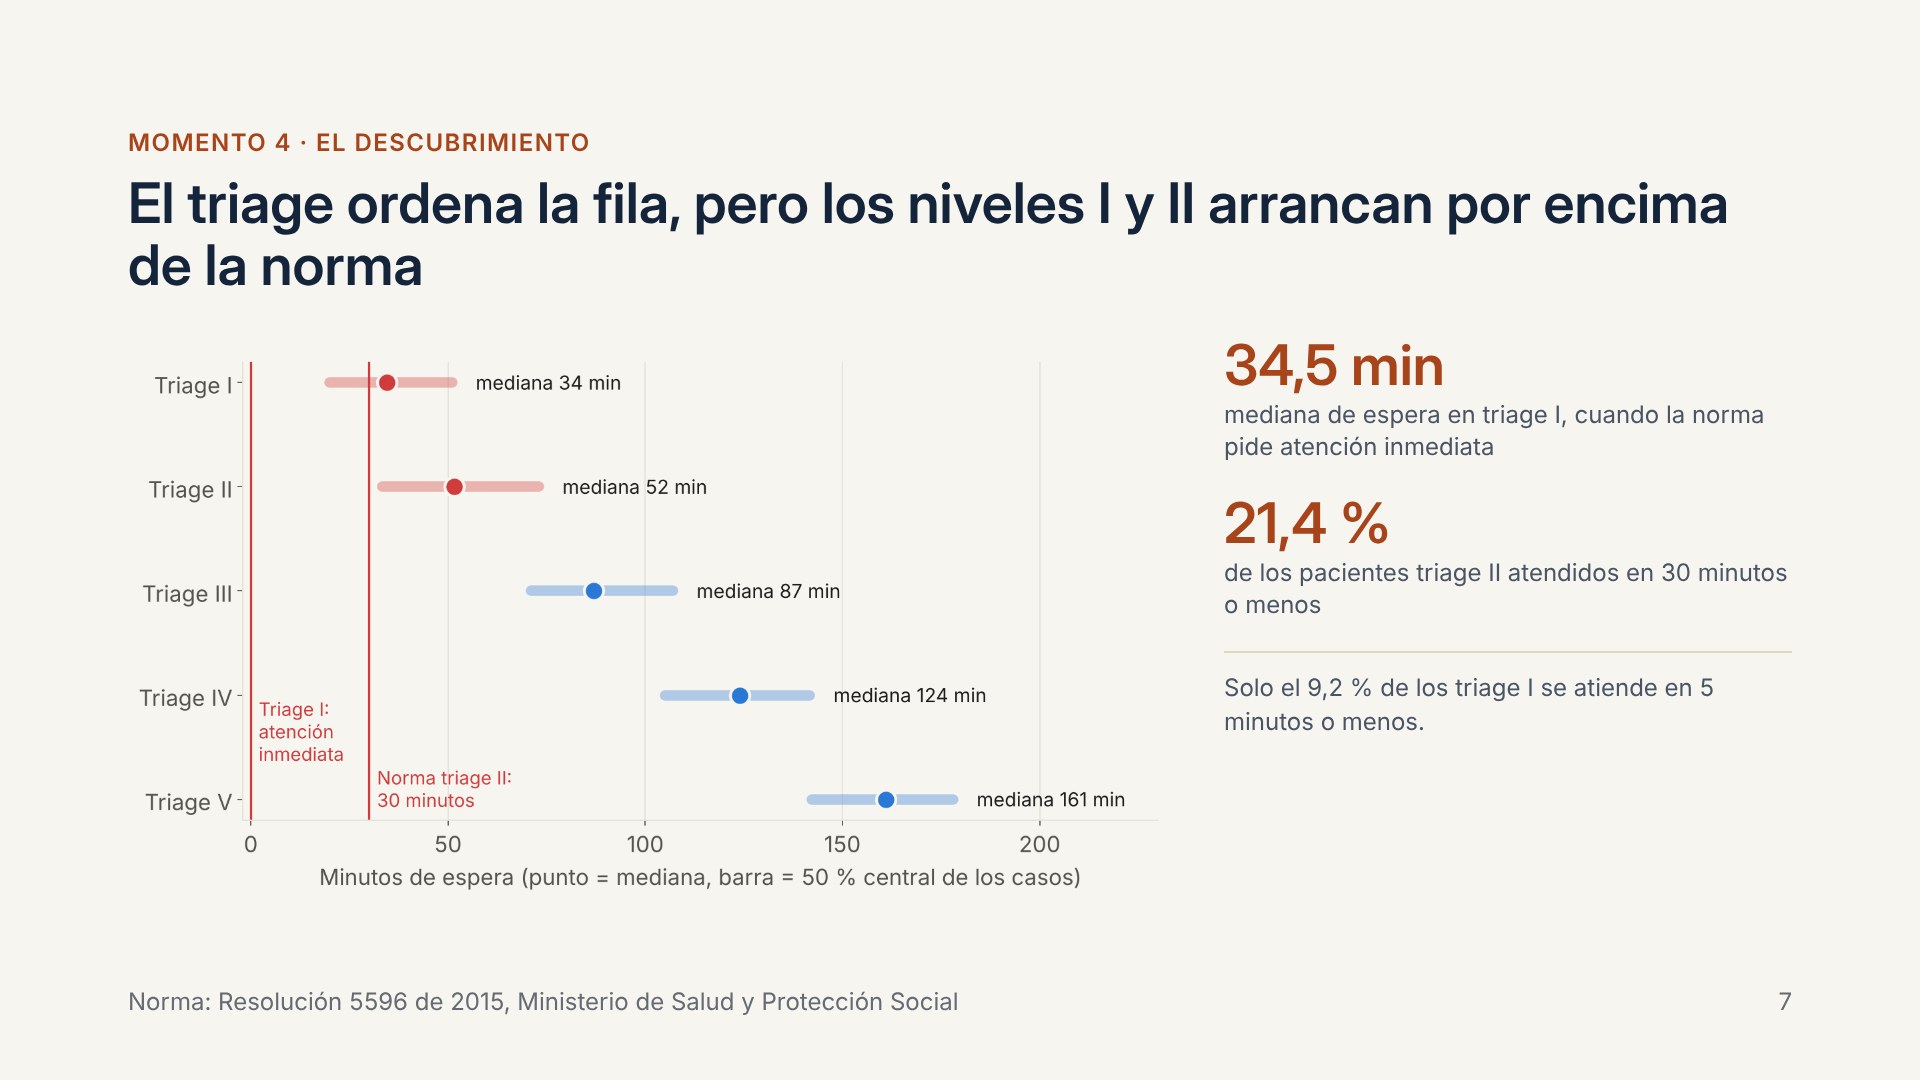 MOMENTO 4 · EL DESCUBRIMIENTO
El triage ordena la fila, pero los niveles I y II arrancan por encima
de la norma
Triage I
mediana 34 min
Triage II
mediana 52 min
Triage III
mediana 87 min
Triage IV
mediana 124 min
Triage V
mediana 161 min
Triage I:
atención
inmediata
Norma triage II:
30 minutos
0 50 100 150 200
Minutos de espera (punto = mediana, barra = 50 % central de los casos)
34,5 min
mediana de espera en triage I, cuando la norma
pide atención inmediata
21,4 %
de los pacientes triage II atendidos en 30 minutos
o menos
Solo el 9,2 % de los triage I se atiende en 5
minutos o menos.
Norma: Resolución 5596 de 2015, Ministerio de Salud y Protección Social
7